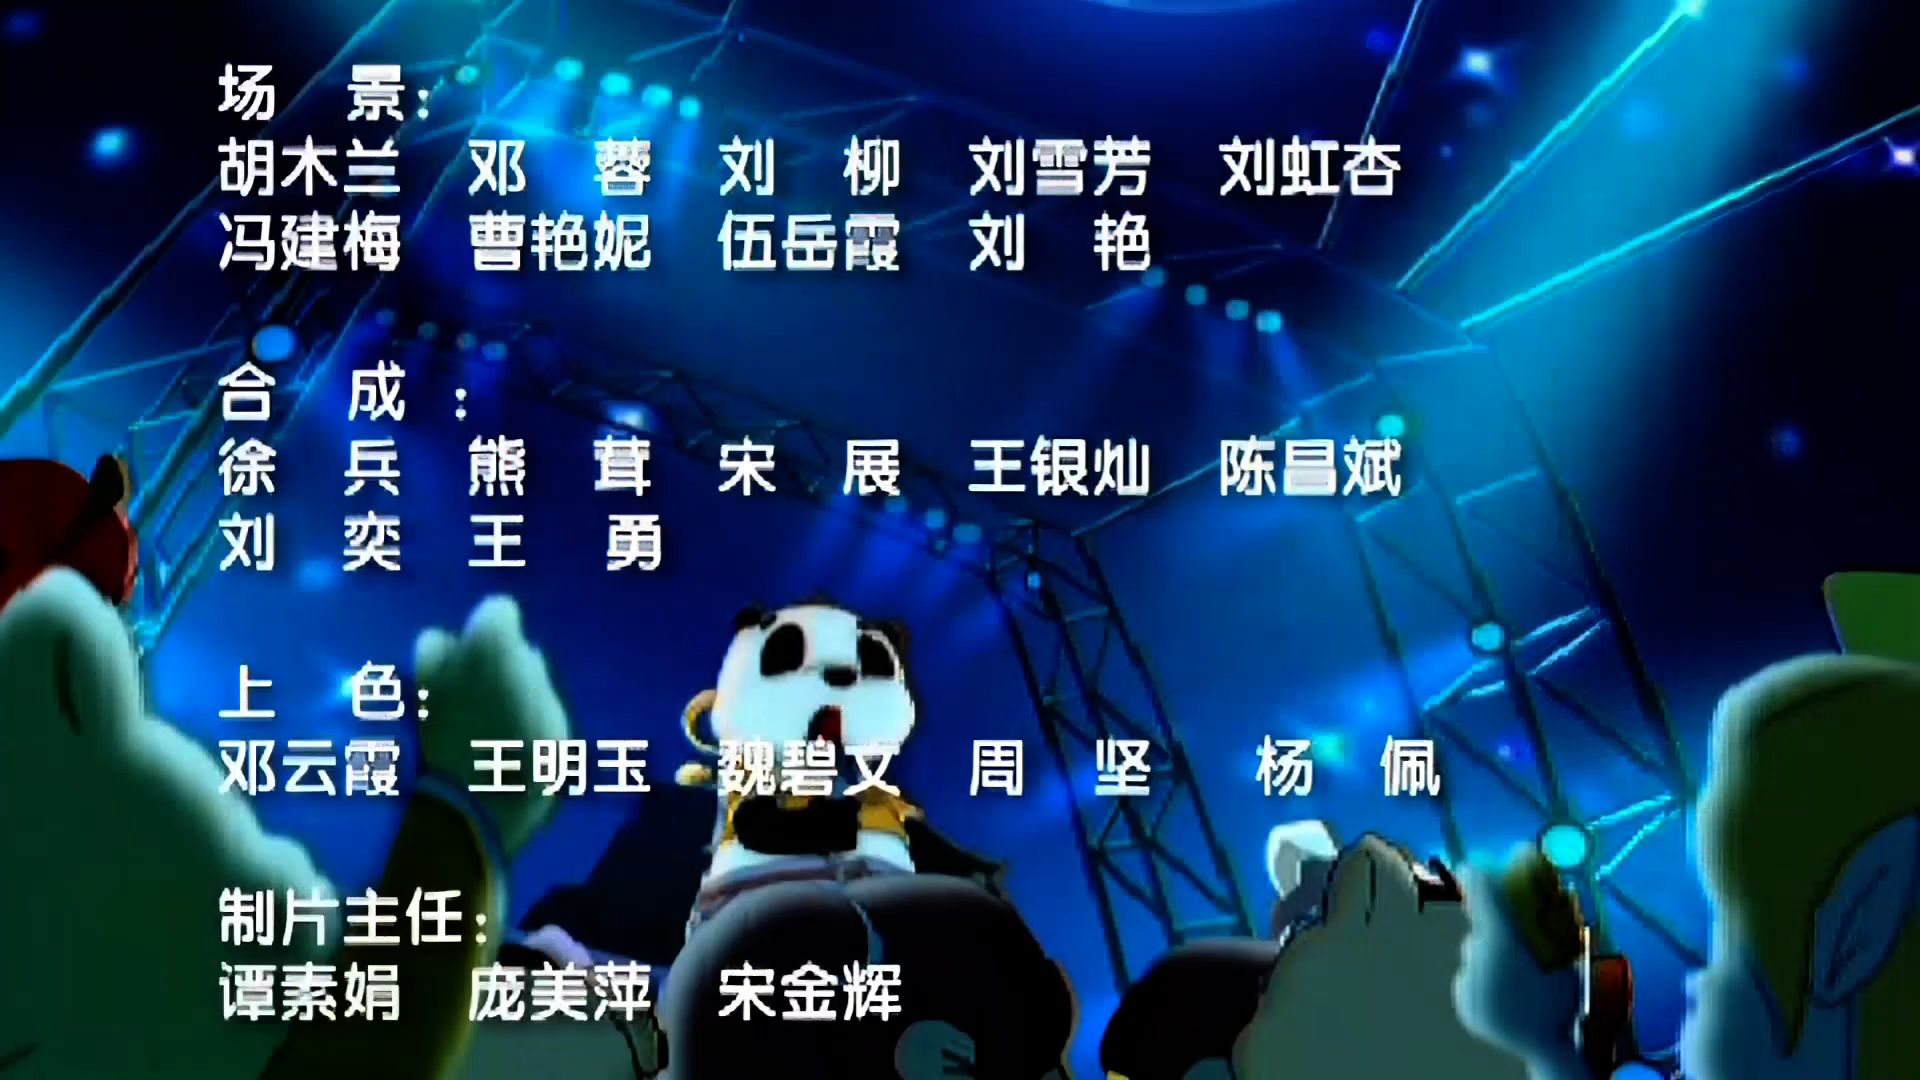 场 景:
胡木兰 邓 蓉 刘 柳 刘雪芳 刘虹杏
冯建梅 曹艳妮 伍岳霞 刘 艳
合 成 :
徐 兵 熊 茸 宋 展 王银灿 陈昌斌
刘 奕 王 勇
上 色:
邓云霞 王明玉 魏碧文 周 坚 杨 佩
制片主任:
谭素娟 庞美萍 宋金辉